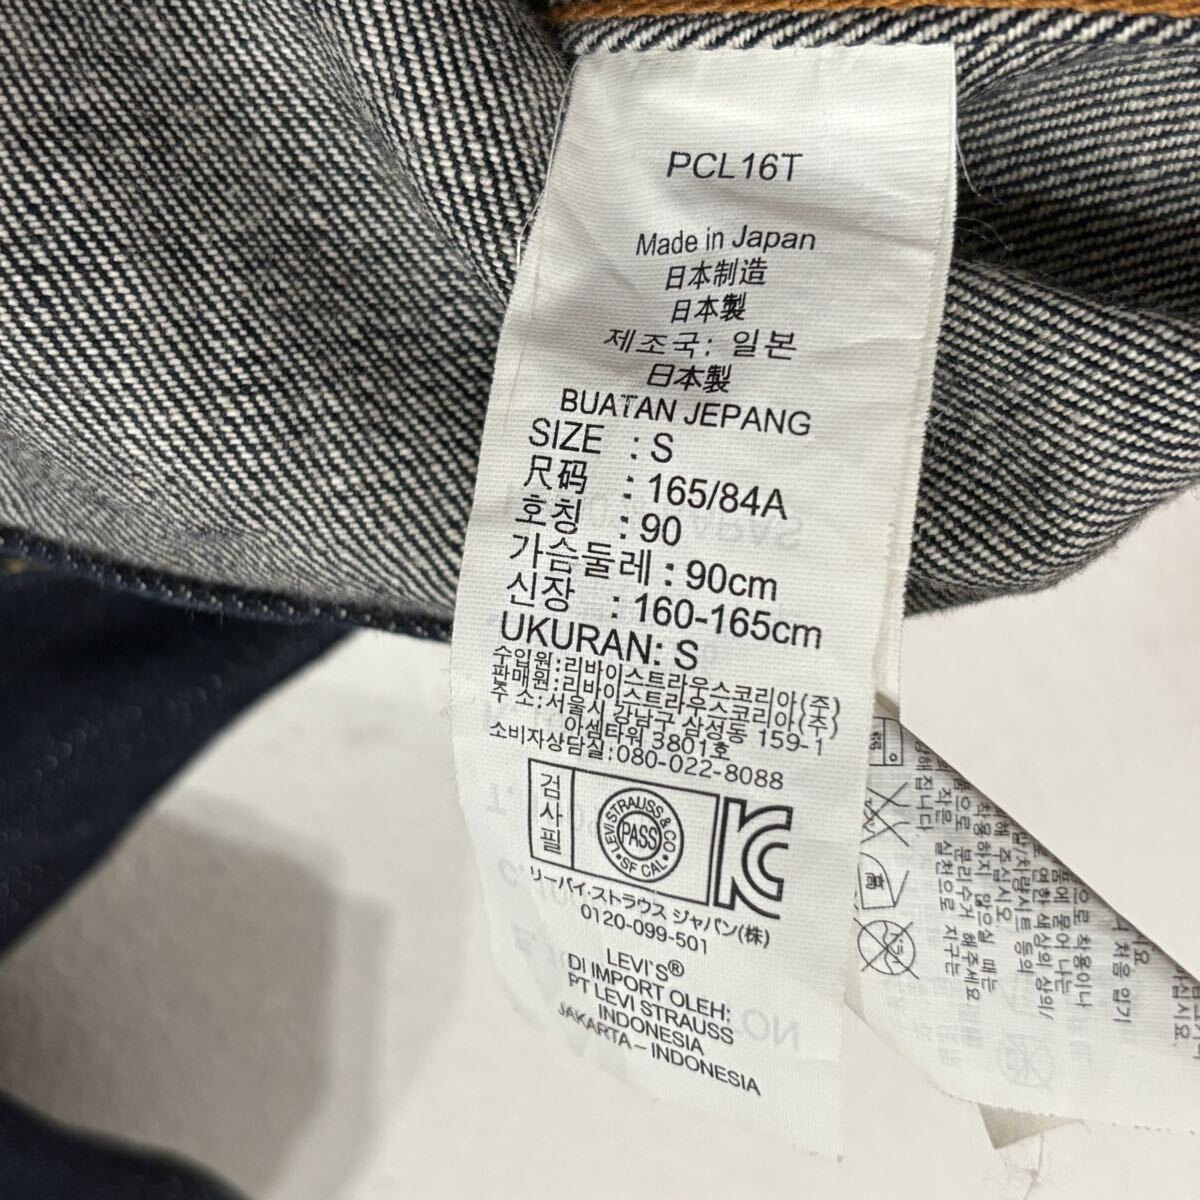 PCL16T
Made in Japan
日本制造
日本製
제조국: 일본
日本製
BUATAN JEPANG
SIZE : S
尺码 : 165/84A
호칭 : 90
가슴둘레 : 90cm
신장 : 160-165cm
UKURAN: S
수입원:리바이스트라우스코리아(주)
판매원:리바이스트라우스코리아(주)
주 소:서울시 강남구 삼성동 159-1
아셈타워 3801호
소비자상담실:080-022-8088
검사필
LEVI STRAUSS & CO
PASS
SF CAL
リーバイ·ストラウス ジャパン(株)
0120-099-501
LEVI'S®
DI IMPORT OLEH:
PT LEVI STRAUSS
INDONESIA
JAKARTA – INDONESIA
高
ドライ